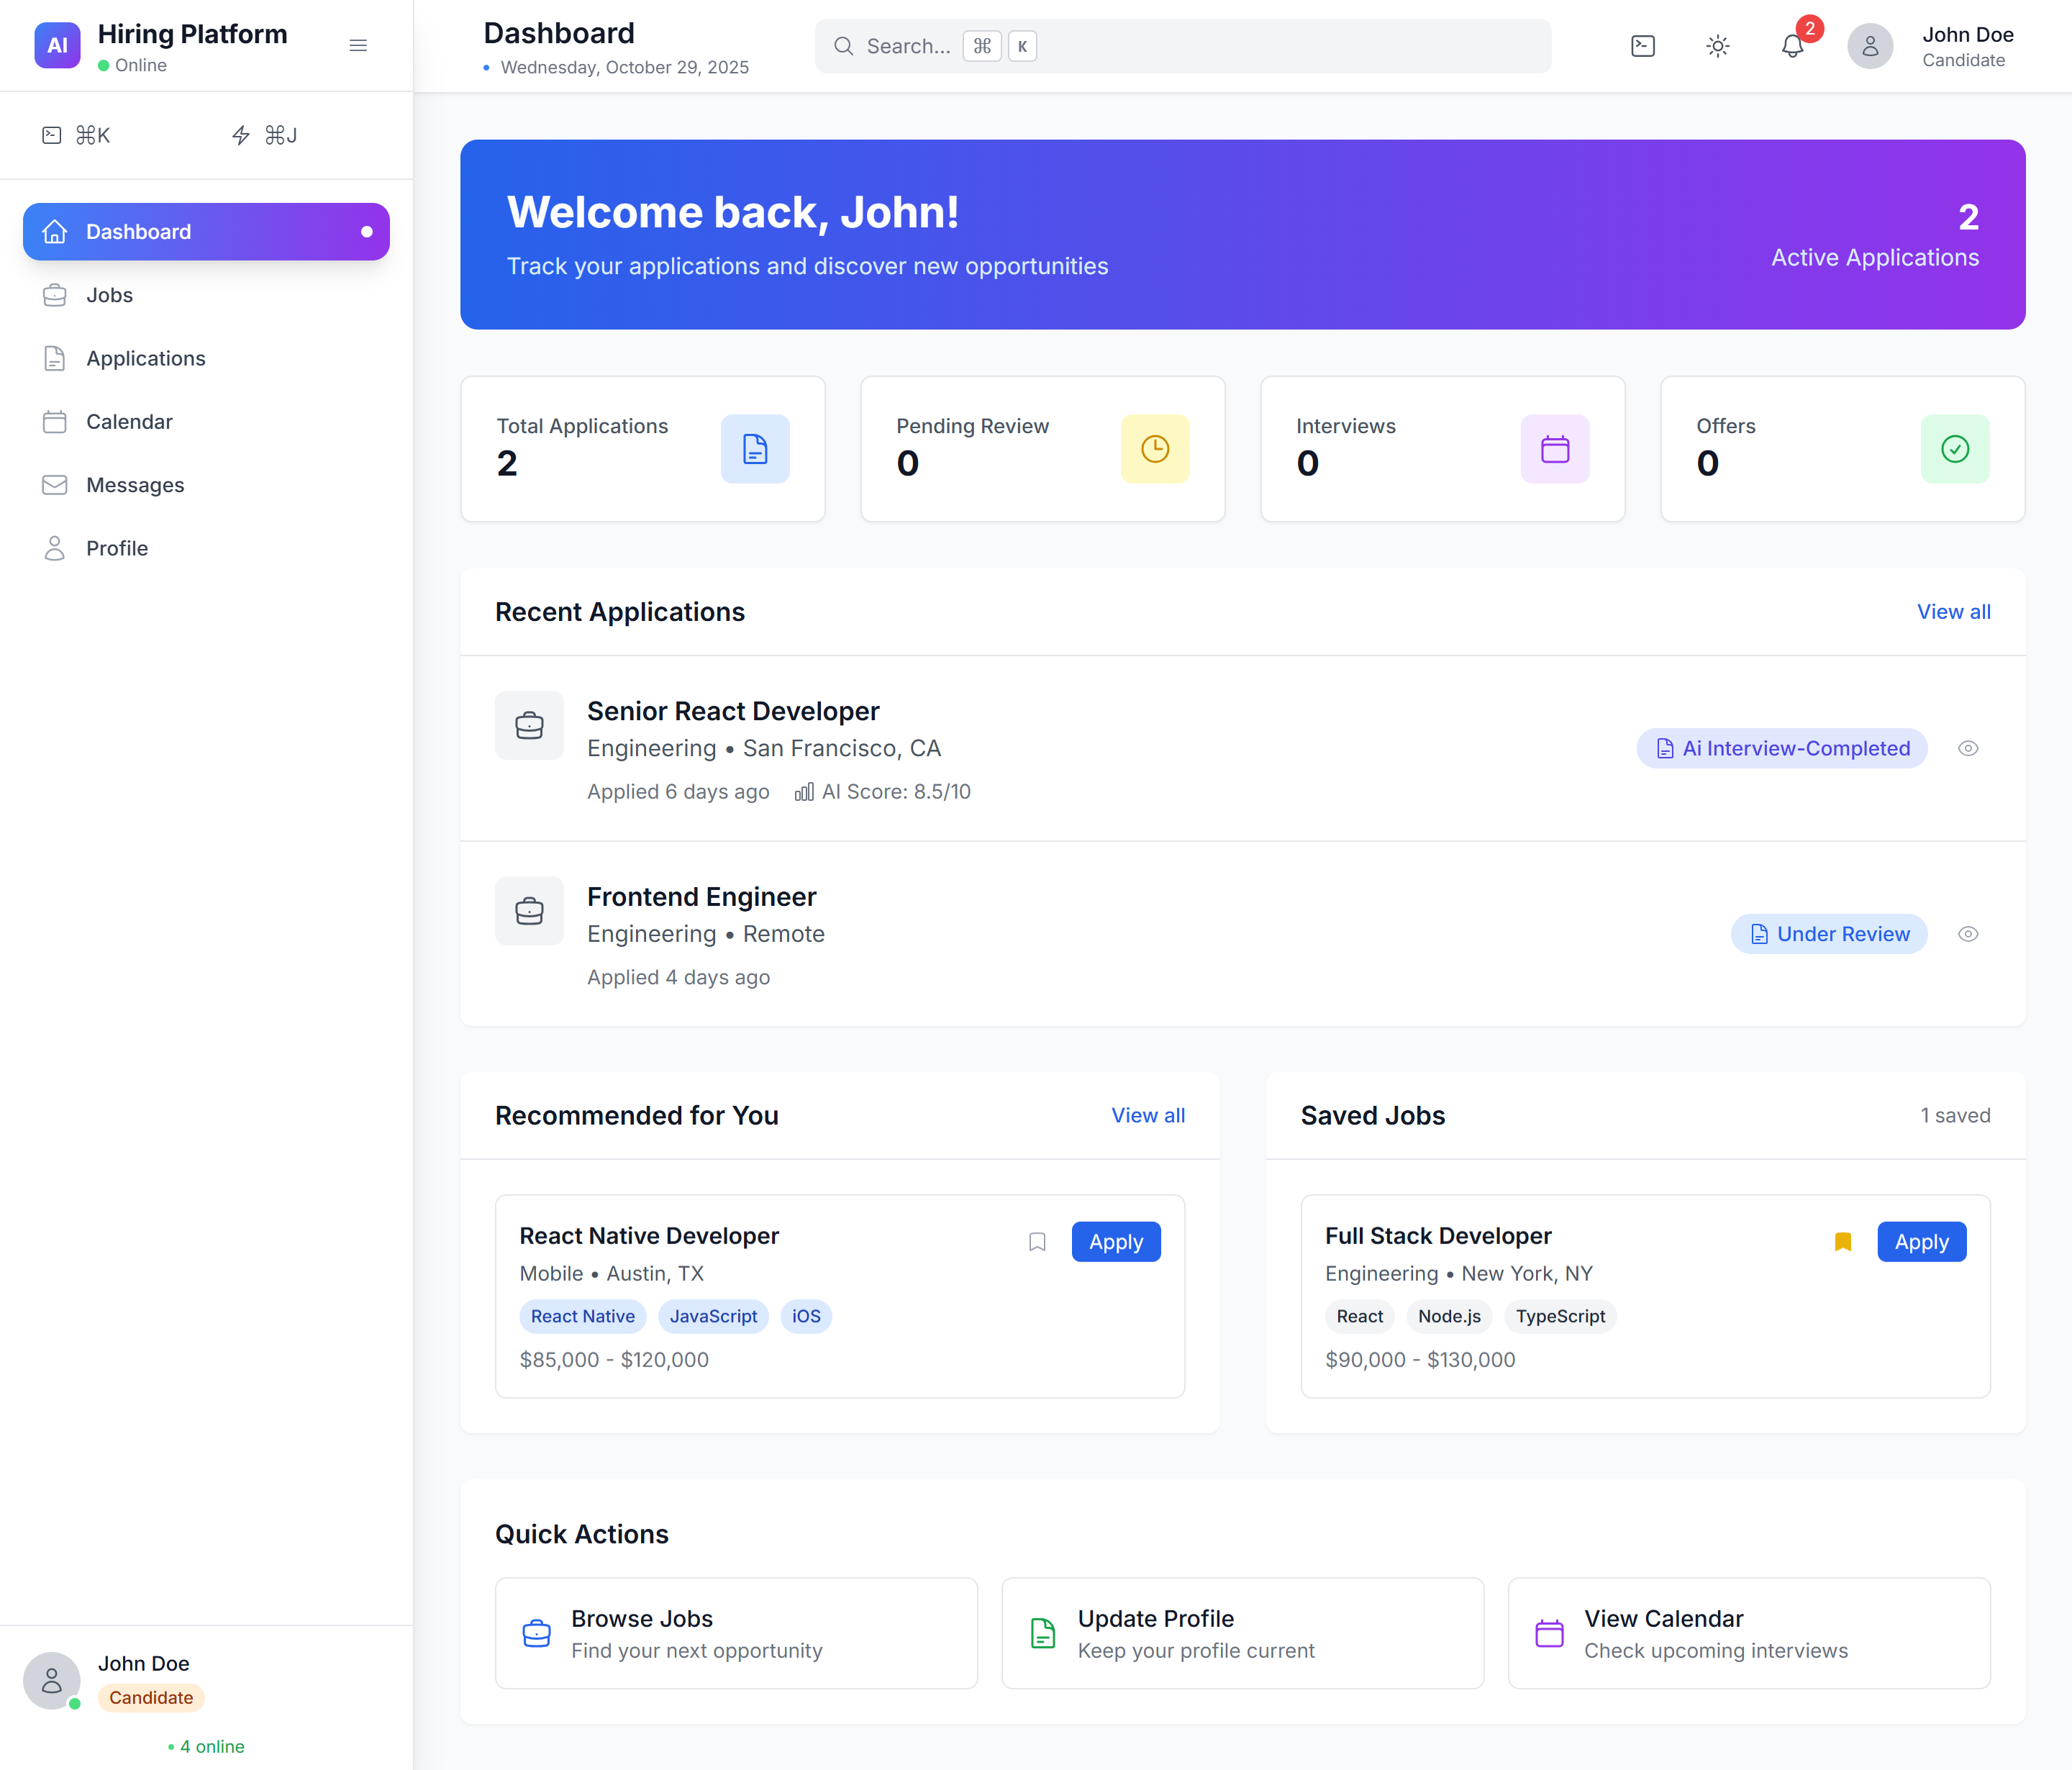 AI
Hiring Platform
Online
⌘K
⌘J
Dashboard
Jobs
Applications
Calendar
Messages
Profile
John Doe
Candidate
• 4 online
Dashboard
• Wednesday, October 29, 2025
Search... ⌘ K
2
John Doe
Candidate
Welcome back, John!
Track your applications and discover new opportunities
2
Active Applications
Total Applications
2
Pending Review
0
Interviews
0
Offers
0
Recent Applications
View all
Senior React Developer
Engineering • San Francisco, CA
Applied 6 days ago AI Score: 8.5/10
Ai Interview-Completed
Frontend Engineer
Engineering • Remote
Applied 4 days ago
Under Review
Recommended for You
View all
React Native Developer
Apply
Mobile • Austin, TX
React Native JavaScript iOS
$85,000 - $120,000
Saved Jobs
1 saved
Full Stack Developer
Apply
Engineering • New York, NY
React Node.js TypeScript
$90,000 - $130,000
Quick Actions
Browse Jobs
Find your next opportunity
Update Profile
Keep your profile current
View Calendar
Check upcoming interviews